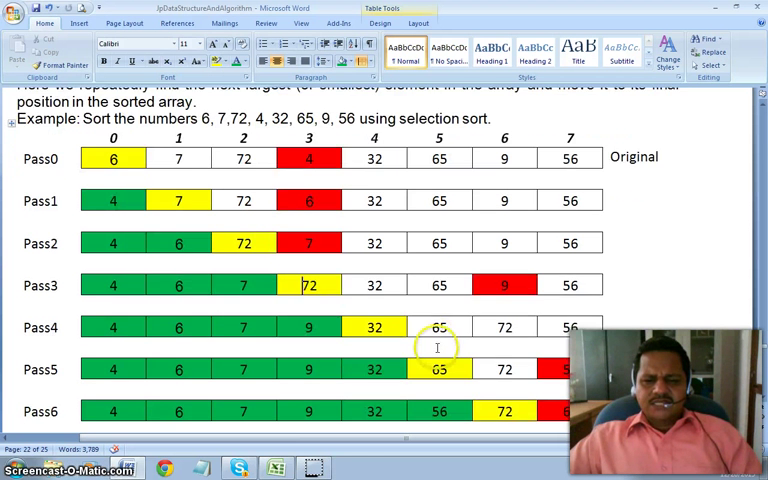 JpDataStructureAndAlgorithm - Microsoft Word
Table Tools
Home Insert Page Layout References Mailings Review View Add-Ins Design Layout
Cut
Copy
Format Painter
Paste
Clipboard
Calibri 11
Font
Paragraph
AaBbCcDc AaBbCcDc AaBbC AaBbCc AaB AaBbCc.
¶ Normal ¶ No Spaci... Heading 1 Heading 2 Title Subtitle
Change Styles
Styles
Find
Replace
Select
Editing
Here we repeatedly find the next largest (or smallest) element in the array and move it to its final
position in the sorted array.
Example: Sort the numbers 6, 7,72, 4, 32, 65, 9, 56 using selection sort.
0 1 2 3 4 5 6 7
Pass0 6 7 72 4 32 65 9 56 Original
Pass1 4 7 72 6 32 65 9 56
Pass2 4 6 72 7 32 65 9 56
Pass3 4 6 7 72 32 65 9 56
Pass4 4 6 7 9 32 65 72 56
Pass5 4 6 7 9 32 65 72
Pass6 4 6 7 9 32 56 72
Page: 22 of 25 Words: 3,789
Screencast-O-Matic.com